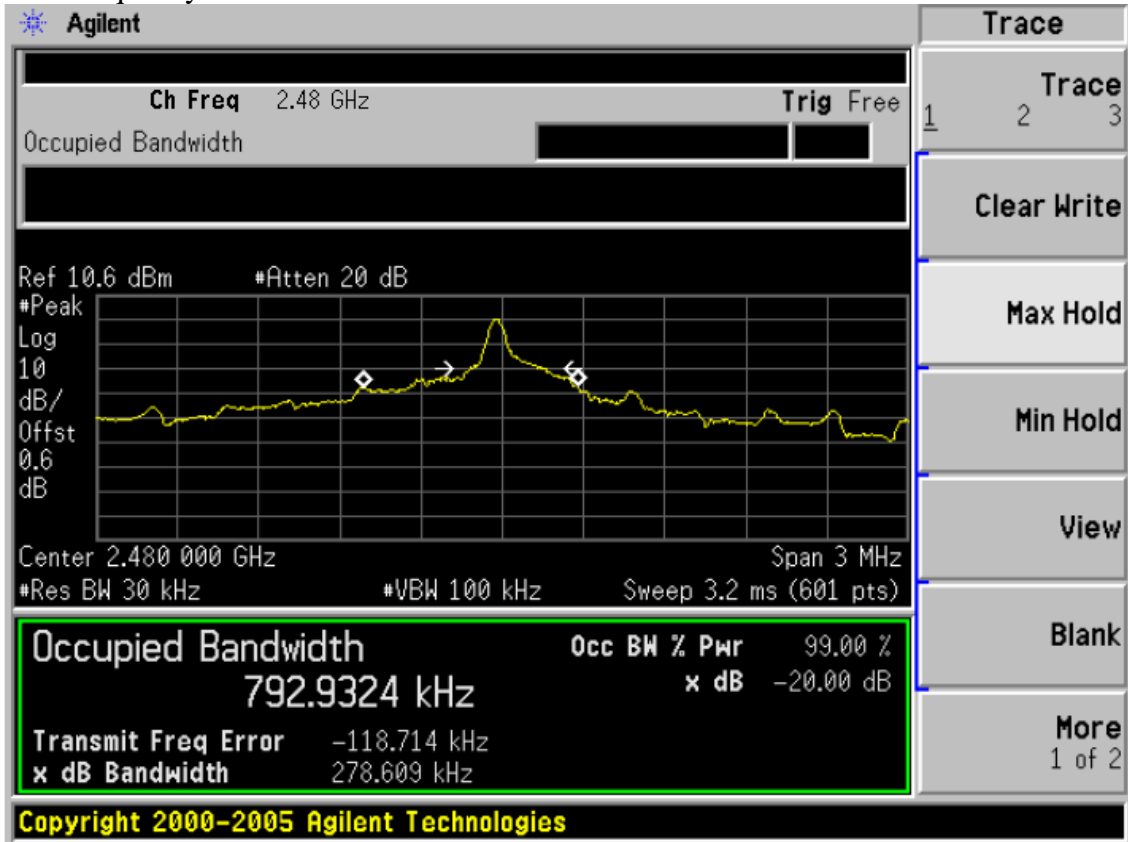 Agilent
Trace
Ch Freq 2.48 GHz Trig Free
Occupied Bandwidth
Trace
1 2 3
Clear Write
Max Hold
Min Hold
View
Blank
More
1 of 2
Ref 10.6 dBm #Atten 20 dB
#Peak
Log
10
dB/
Offst
0.6
dB
Center 2.480 000 GHz Span 3 MHz
#Res BW 30 kHz #VBW 100 kHz Sweep 3.2 ms (601 pts)
Occupied Bandwidth Occ BW % Pwr 99.00 %
792.9324 kHz x dB -20.00 dB
Transmit Freq Error -118.714 kHz
x dB Bandwidth 278.609 kHz
Copyright 2000-2005 Agilent Technologies